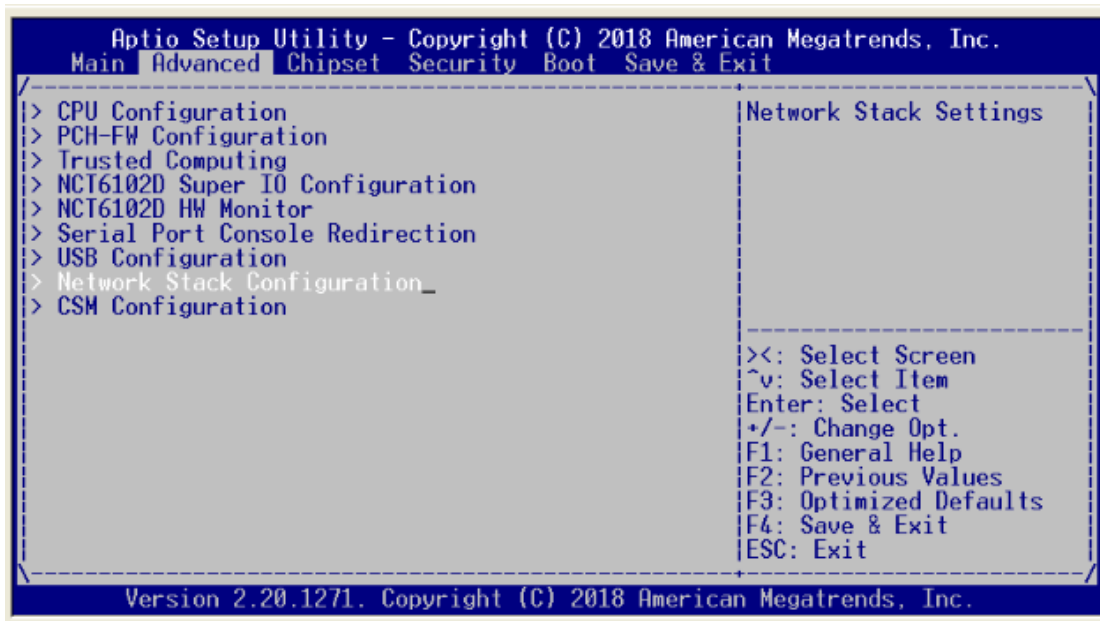 Aptio Setup Utility - Copyright (C) 2018 American Megatrends, Inc.
Main Advanced Chipset Security Boot Save & Exit
> CPU Configuration
> PCH-FW Configuration
> Trusted Computing
> NCT6102D Super IO Configuration
> NCT6102D HW Monitor
> Serial Port Console Redirection
> USB Configuration
> Network Stack Configuration_
> CSM Configuration
Network Stack Settings
><: Select Screen
^v: Select Item
Enter: Select
+/-: Change Opt.
F1: General Help
F2: Previous Values
F3: Optimized Defaults
F4: Save & Exit
ESC: Exit
Version 2.20.1271. Copyright (C) 2018 American Megatrends, Inc.